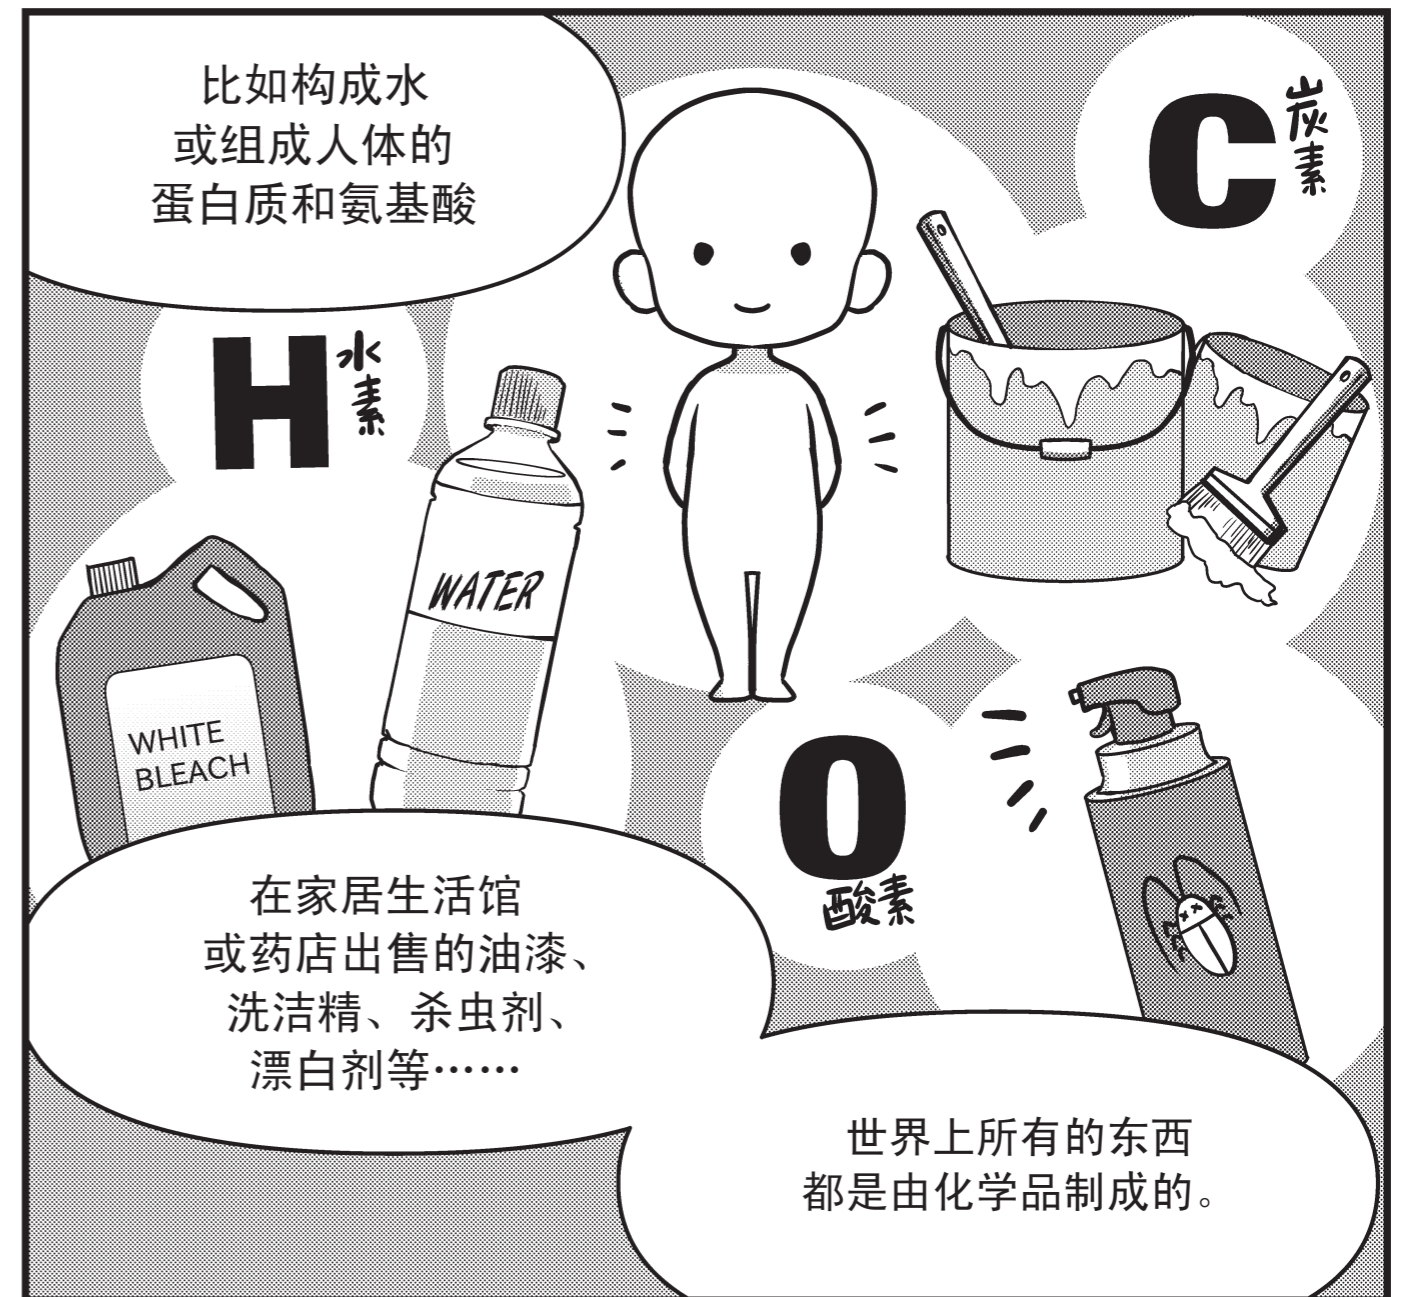 比如构成水
或组成人体的
蛋白质和氨基酸
C
炭素
H
水素
WATER
WHITE
BLEACH
O
酸素
在家居生活馆
或药店出售的油漆、
洗洁精、杀虫剂、
漂白剂等……
世界上所有的东西
都是由化学品制成的。